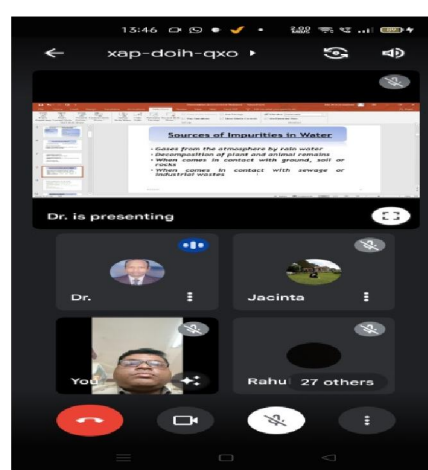 13:46
xap-doih-qxo
Sources of Impurities in Water
• Gases from the atmosphere by rain water
• Decomposition of plant and animal remains
• When comes in contact with ground, soil or
rocks
• When comes in contact with sewage or
industrial wastes
Dr. is presenting
Dr.
Jacinta
You
Rahu
27 others